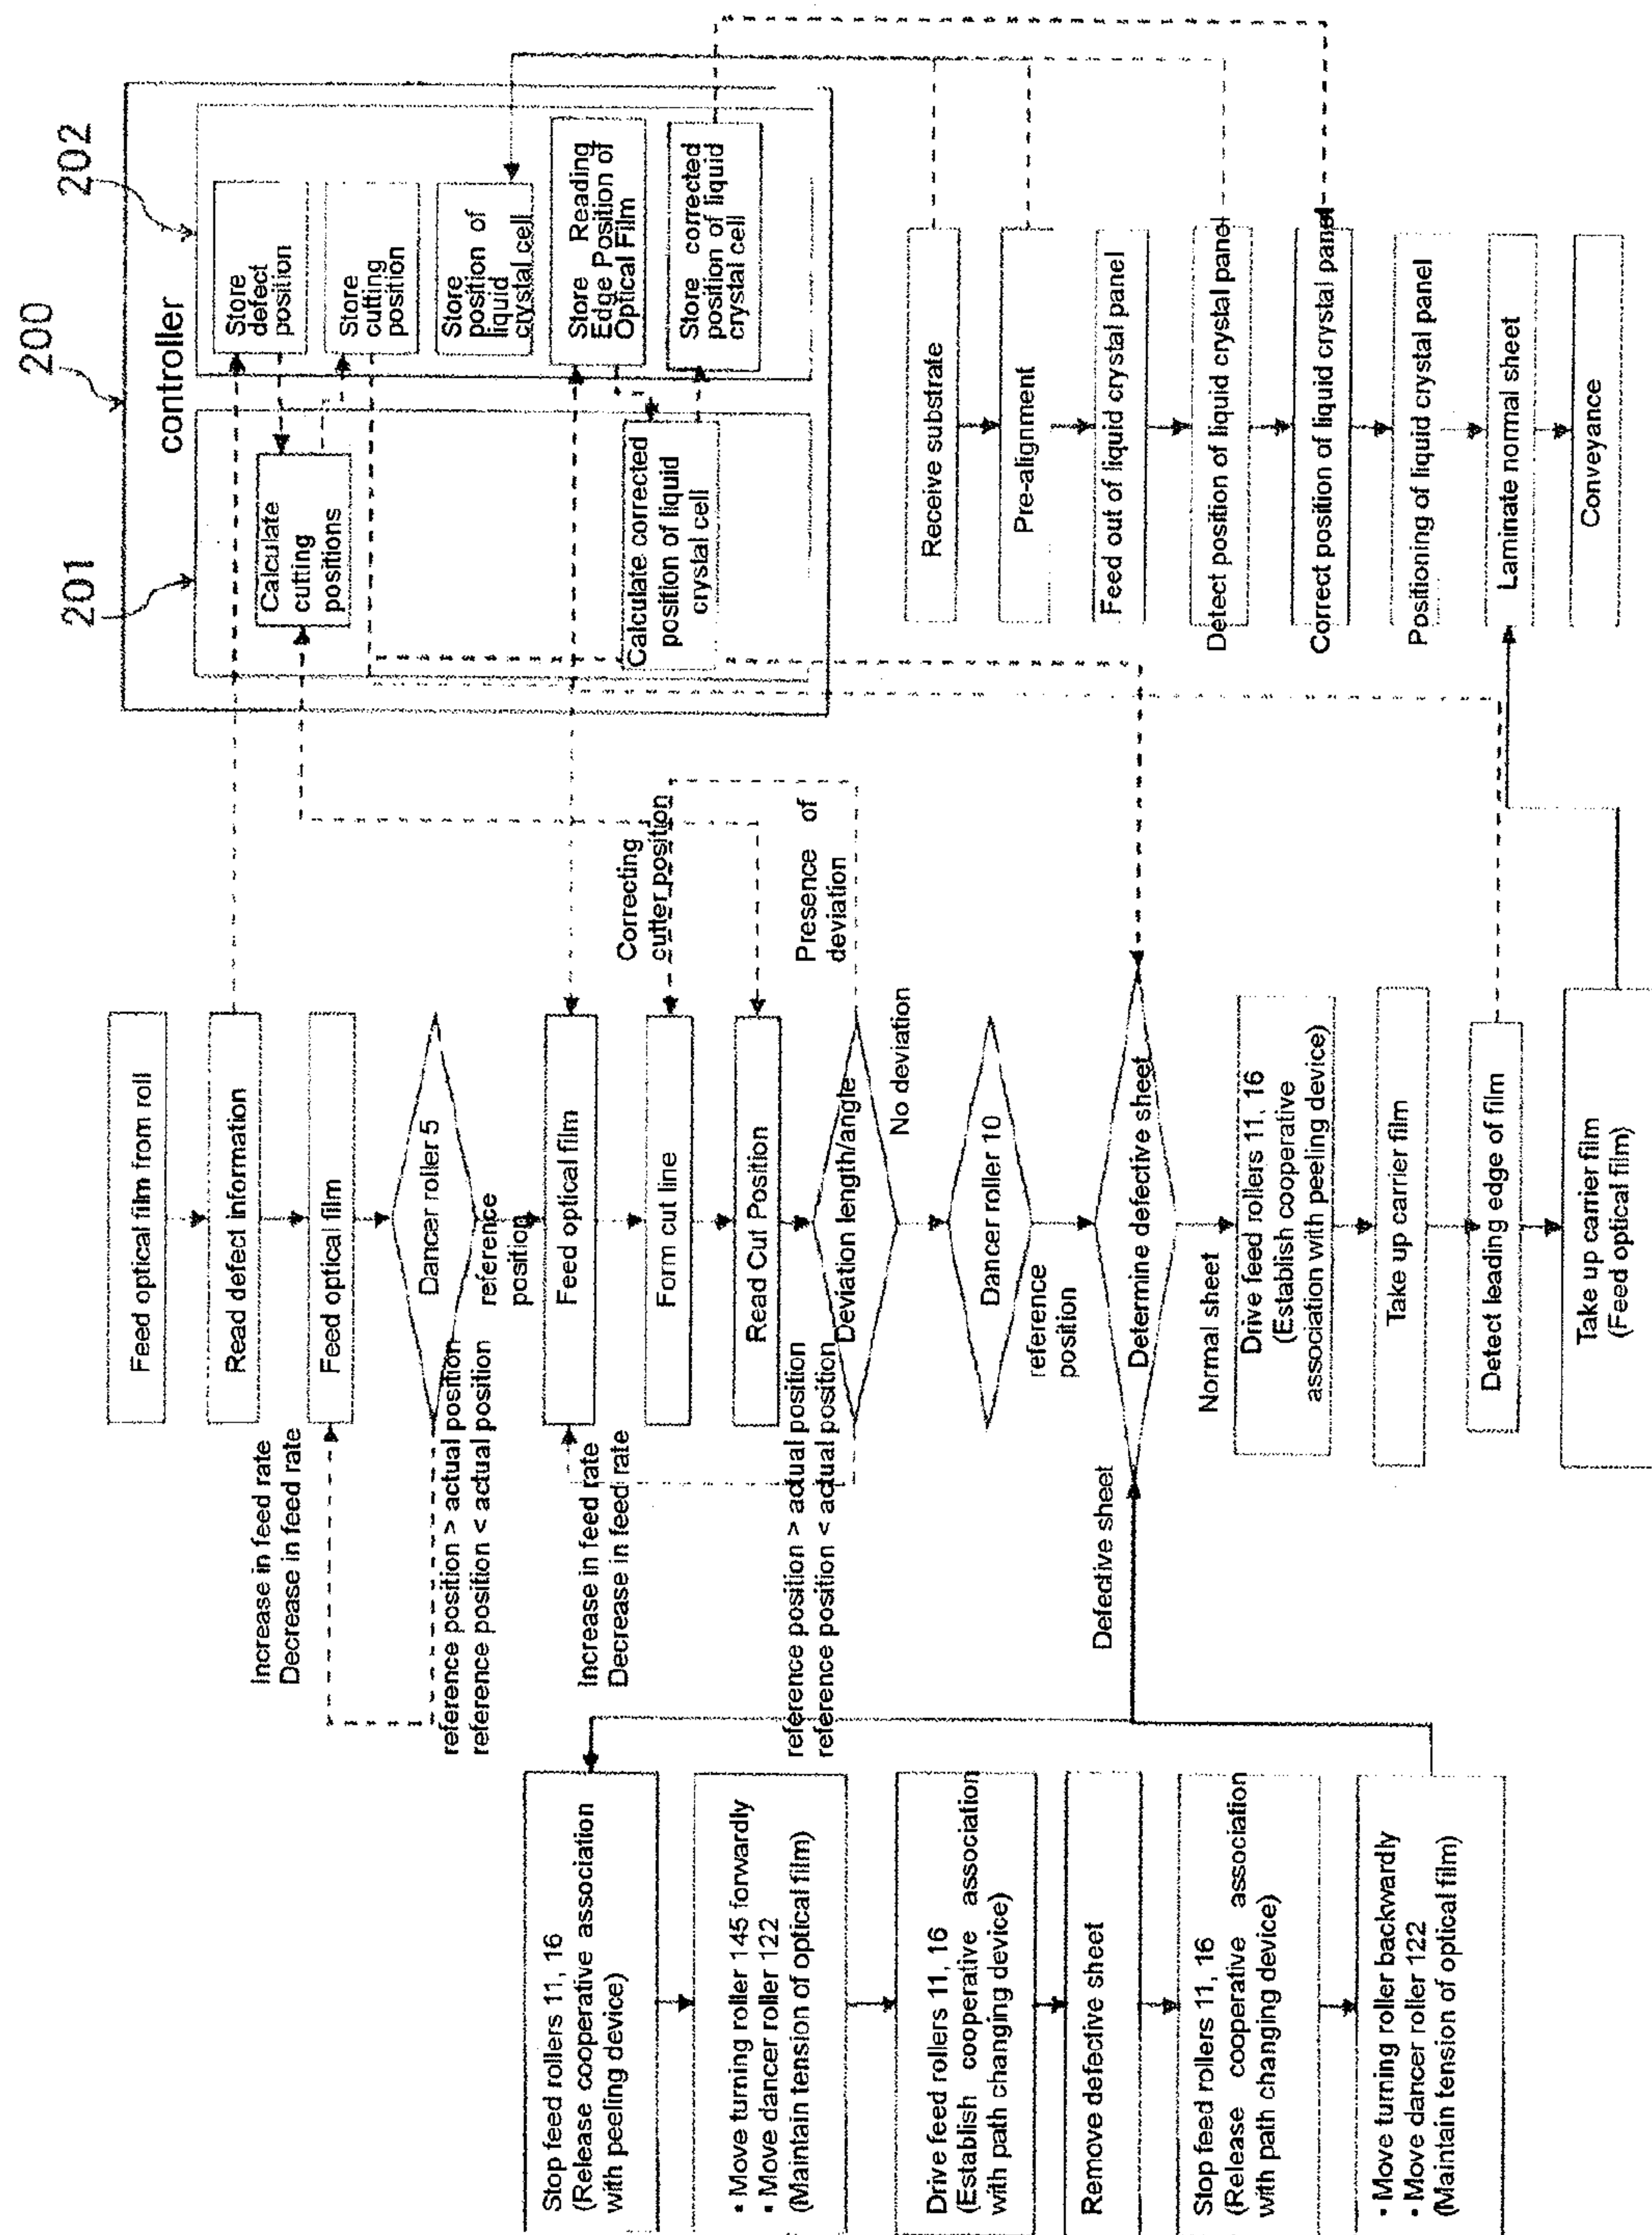 200
controller
201
202
Calculate
cutting
positions
Calculate corrected
position of liquid
crystal cell
Store
defect
position
Store
cutting
position
Store
position of
liquid
crystal cell
Store Reading
Edge Position of
Optical Film
Store corrected
position of liquid
crystal cell
Feed optical film from roll
Read defect information
Feed optical film
Increase in feed rate
Decrease in feed rate
Dancer roller 5
reference position > actual position
reference position < actual position
reference
position
Feed optical film
Increase in feed rate
Decrease in feed rate
Form cut line
Correcting
cutter position
Read Cut Position
Deviation length/angle
Presence of
deviation
reference position > actual position
reference position < actual position
No deviation
Dancer roller 10
reference
position
Determine defective sheet
Defective sheet
Normal sheet
Drive feed rollers 11, 16
(Establish cooperative
association with peeling device)
Take up carrier film
Detect leading edge of film
Take up carrier film
(Feed optical film)
Receive substrate
Pre-alignment
Feed out of liquid crystal panel
Detect position of liquid crystal panel
Correct position of liquid crystal panel
Positioning of liquid crystal panel
Laminate normal sheet
Conveyance
Stop feed rollers 11, 16
(Release cooperative association
with peeling device)
• Move turning roller 145 forwardly
• Move dancer roller 122
(Maintain tension of optical film)
Drive feed rollers 11, 16
(Establish cooperative association
with path changing device)
Remove defective sheet
Stop feed rollers 11, 16
(Release cooperative association
with path changing device)
• Move turning roller backwardly
• Move dancer roller 122
(Maintain tension of optical film)